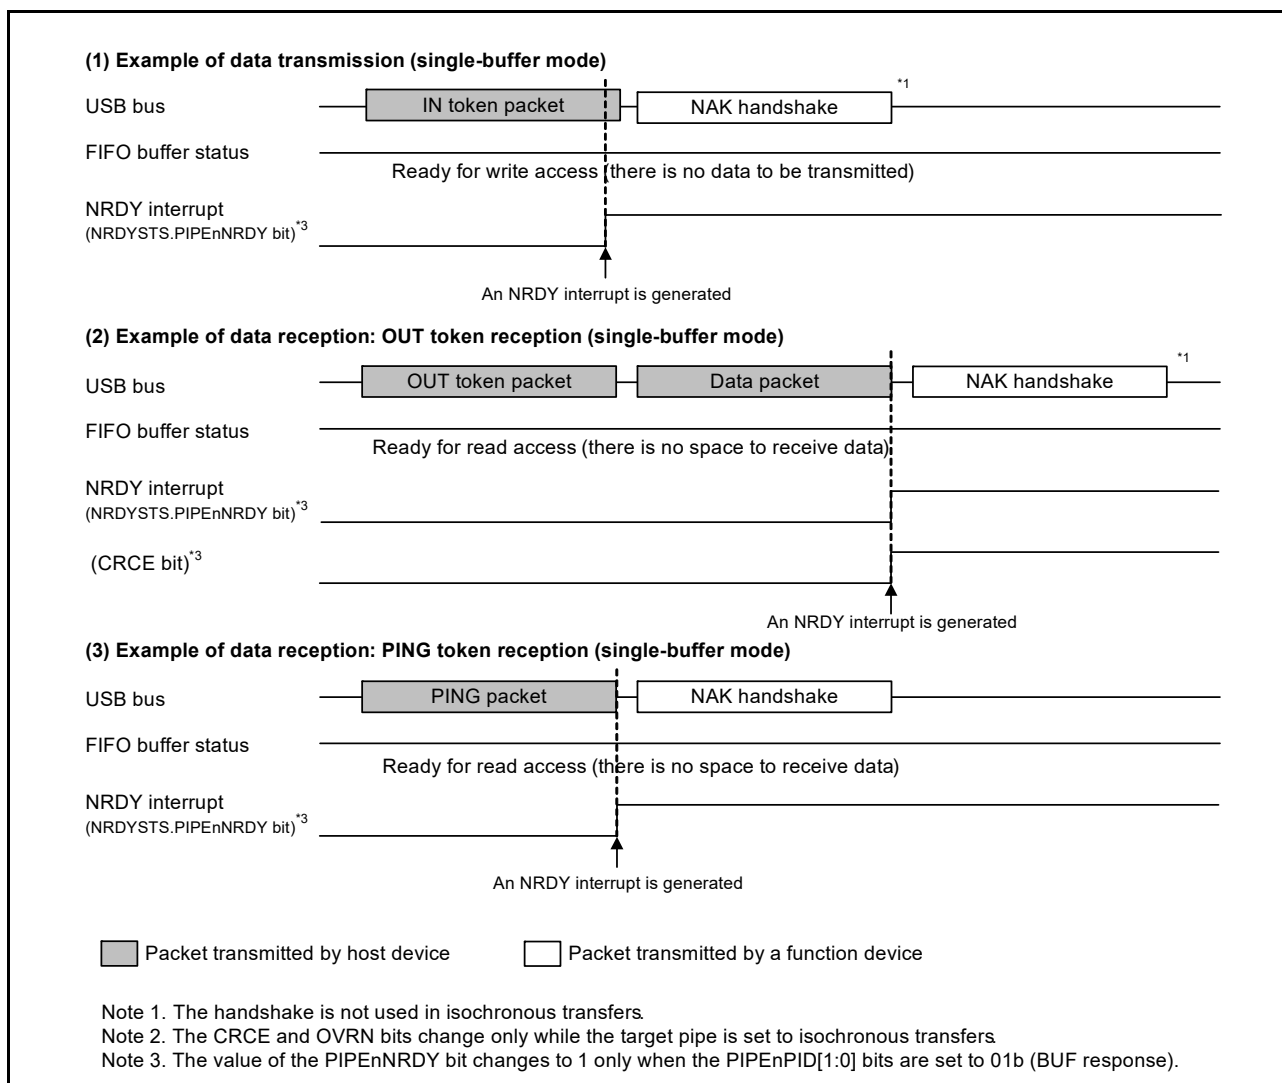 (1) Example of data transmission (single-buffer mode)
USB bus
IN token packet
NAK handshake
*1
FIFO buffer status
Ready for write access (there is no data to be transmitted)
NRDY interrupt
(NRDYSTS.PIPEnNRDY bit)*3
An NRDY interrupt is generated
(2) Example of data reception: OUT token reception (single-buffer mode)
USB bus
OUT token packet
Data packet
NAK handshake
*1
FIFO buffer status
Ready for read access (there is no space to receive data)
NRDY interrupt
(NRDYSTS.PIPEnNRDY bit)*3
(CRCE bit)*3
An NRDY interrupt is generated
(3) Example of data reception: PING token reception (single-buffer mode)
USB bus
PING packet
NAK handshake
FIFO buffer status
Ready for read access (there is no space to receive data)
NRDY interrupt
(NRDYSTS.PIPEnNRDY bit)*3
An NRDY interrupt is generated
Packet transmitted by host device
Packet transmitted by a function device
Note 1. The handshake is not used in isochronous transfers.
Note 2. The CRCE and OVRN bits change only while the target pipe is set to isochronous transfers.
Note 3. The value of the PIPEnNRDY bit changes to 1 only when the PIPEnPID[1:0] bits are set to 01b (BUF response).